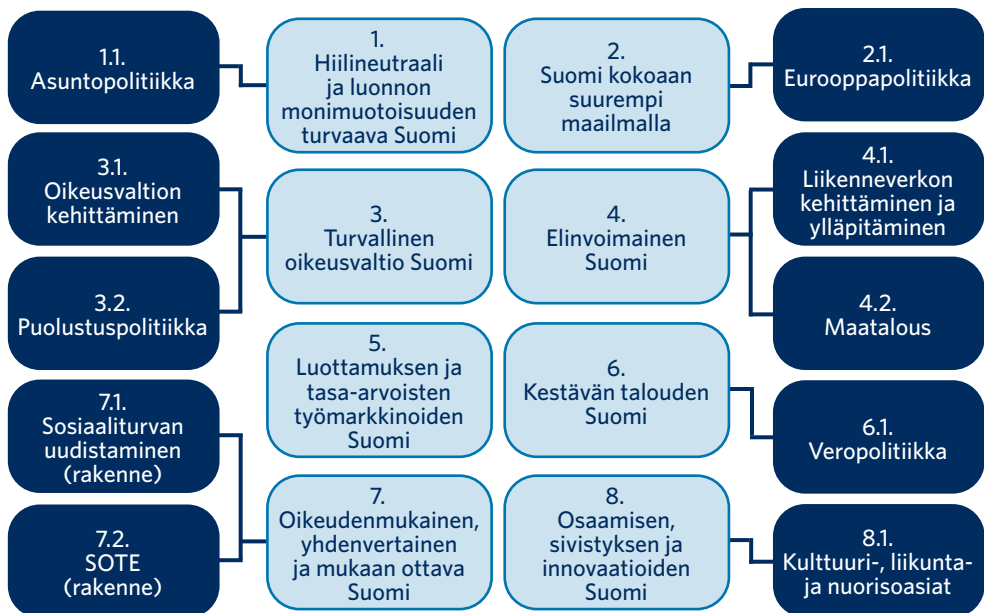 1.1.
Asuntopolitiikka
1.
Hiilineutraali
ja luonnon
monimuotoisuuden
turvaava Suomi
2.
Suomi kokoaan
suurempi
maailmalla
2.1.
Eurooppapolitiikka
3.1.
Oikeusvaltion
kehittäminen
3.2.
Puolustuspolitiikka
3.
Turvallinen
oikeusvaltio Suomi
4.
Elinvoimainen
Suomi
4.1.
Liikenneverkon
kehittäminen ja
ylläpitäminen
4.2.
Maatalous
5.
Luottamuksen ja
tasa-arvoisten
työmarkkinoiden
Suomi
6.
Kestävän talouden
Suomi
6.1.
Veropolitiikka
7.1.
Sosiaaliturvan
uudistaminen
(rakenne)
7.2.
SOTE
(rakenne)
7.
Oikeudenmukainen,
yhdenvertainen
ja mukaan ottava
Suomi
8.
Osaamisen,
sivistyksen ja
innovaatioiden
Suomi
8.1.
Kulttuuri-, liikunta-
ja nuorisoasiat